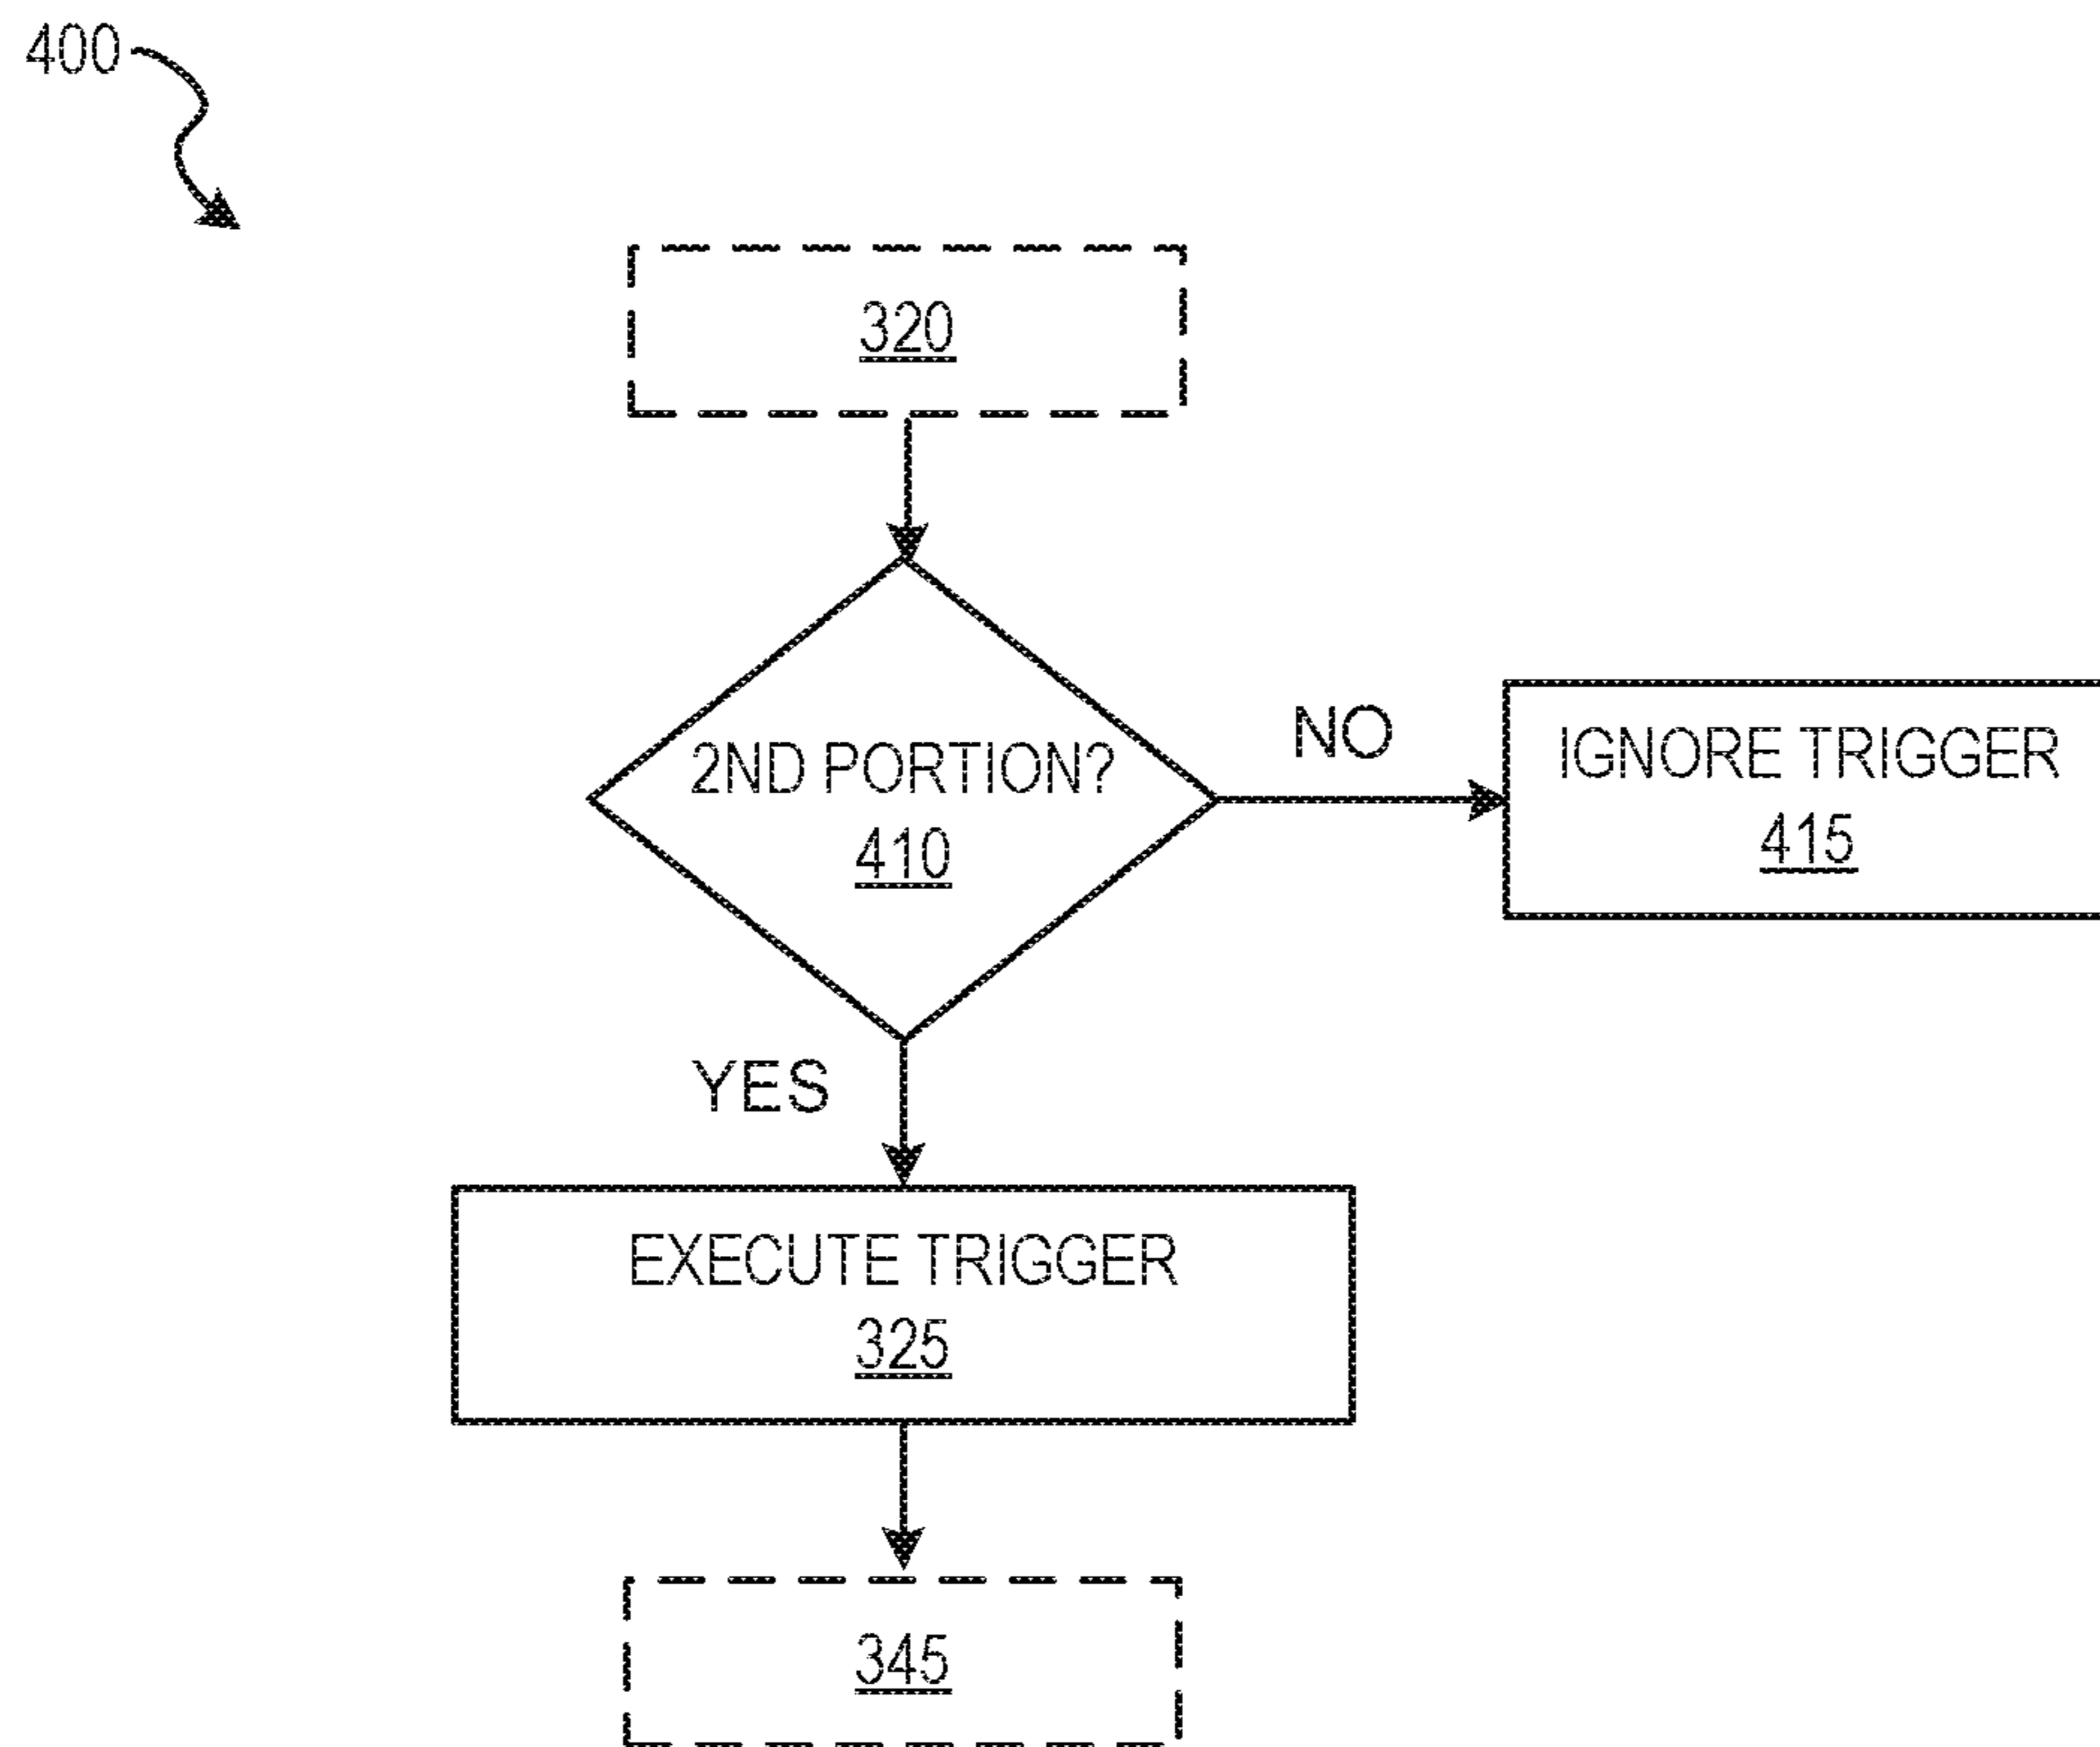 400
320
2ND PORTION?
410
NO
IGNORE TRIGGER
415
YES
EXECUTE TRIGGER
325
345